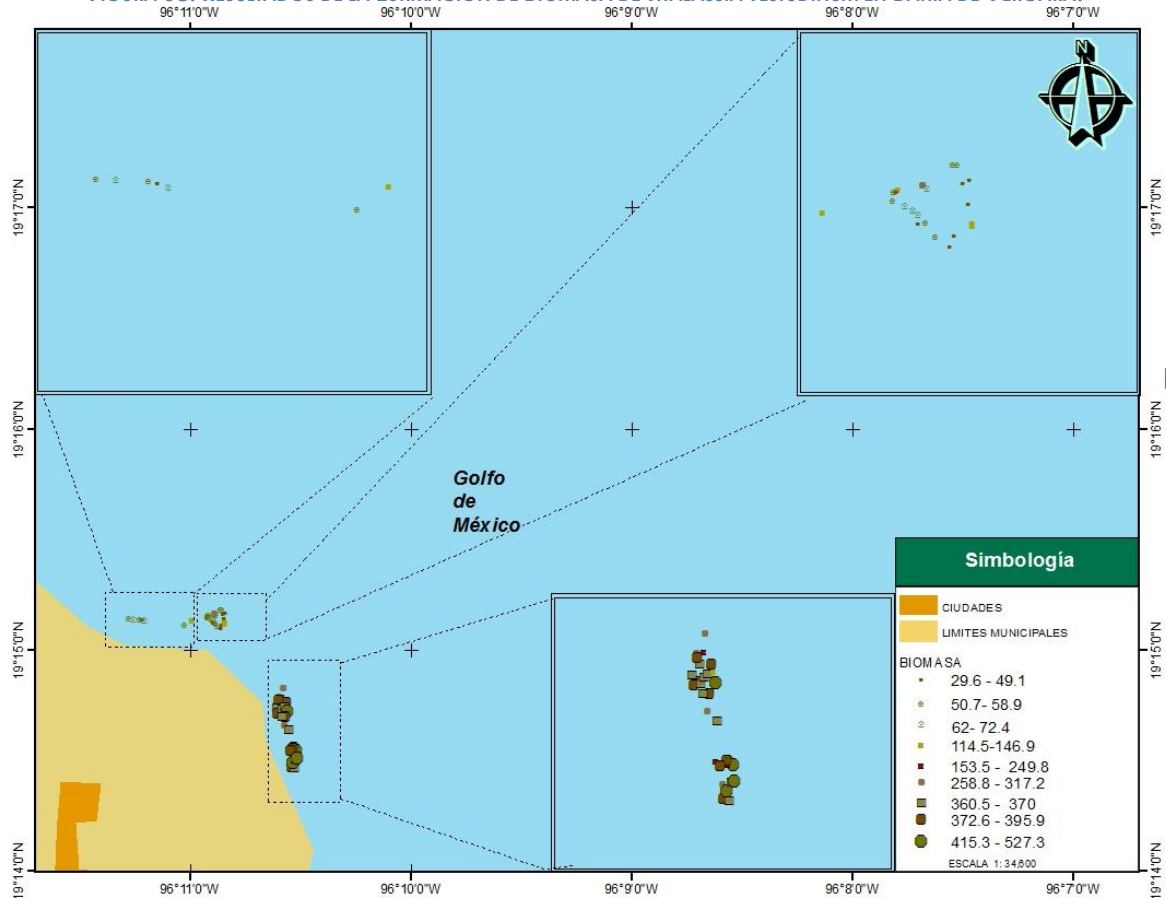 96°11'0"W 96°10'0"W 96°9'0"W 96°8'0"W 96°7'0"W
N
19°17'0"N 19°17'0"N
19°16'0"N 19°16'0"N
Golfo
de
México
Simbología
CIUDADES
LIMITES MUNICIPALES
BIOMASA
29.6 - 49.1
50.7 - 58.9
62 - 72.4
114.5-146.9
153.5 - 249.8
258.8 - 317.2
360.5 - 370
372.6 - 395.9
415.3 - 527.3
ESCALA 1: 34,600
19°15'0"N 19°15'0"N
19°14'0"N 19°14'0"N
96°11'0"W 96°10'0"W 96°9'0"W 96°8'0"W 96°7'0"W